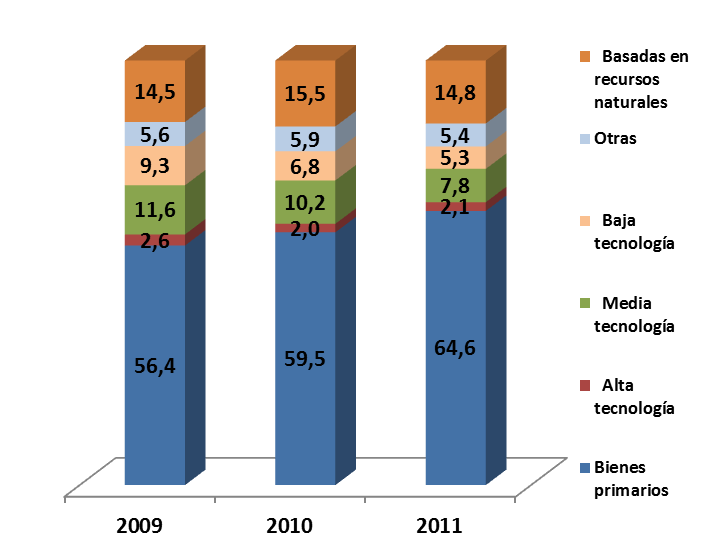 14,5
5,6
9,3
11,6
2,6
56,4
15,5
5,9
6,8
10,2
2,0
59,5
14,8
5,4
5,3
7,8
2,1
64,6
2009
2010
2011
Basadas en
recursos
naturales
Otras
Baja
tecnología
Media
tecnología
Alta
tecnología
Bienes
primarios